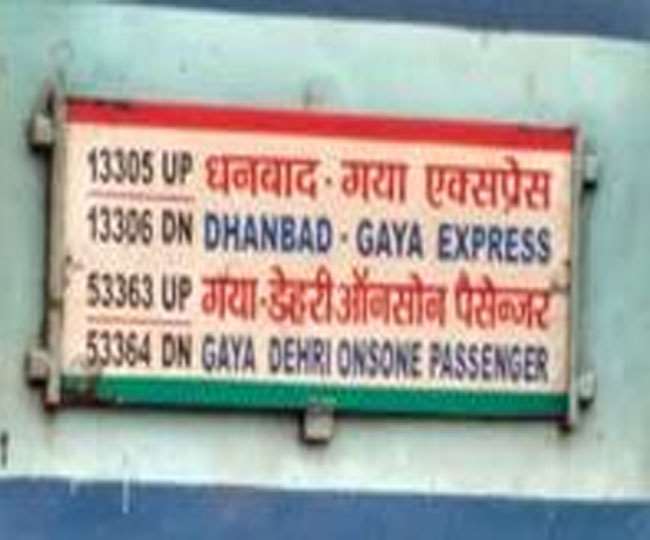 13305 UP धनबाद - गया एक्सप्रेस
13306 DN DHANBAD - GAYA EXPRESS
53363 UP गया - डेहरी ऑनसोन पैसेन्जर
53364 DN GAYA DEHRI ONSONE PASSENGER